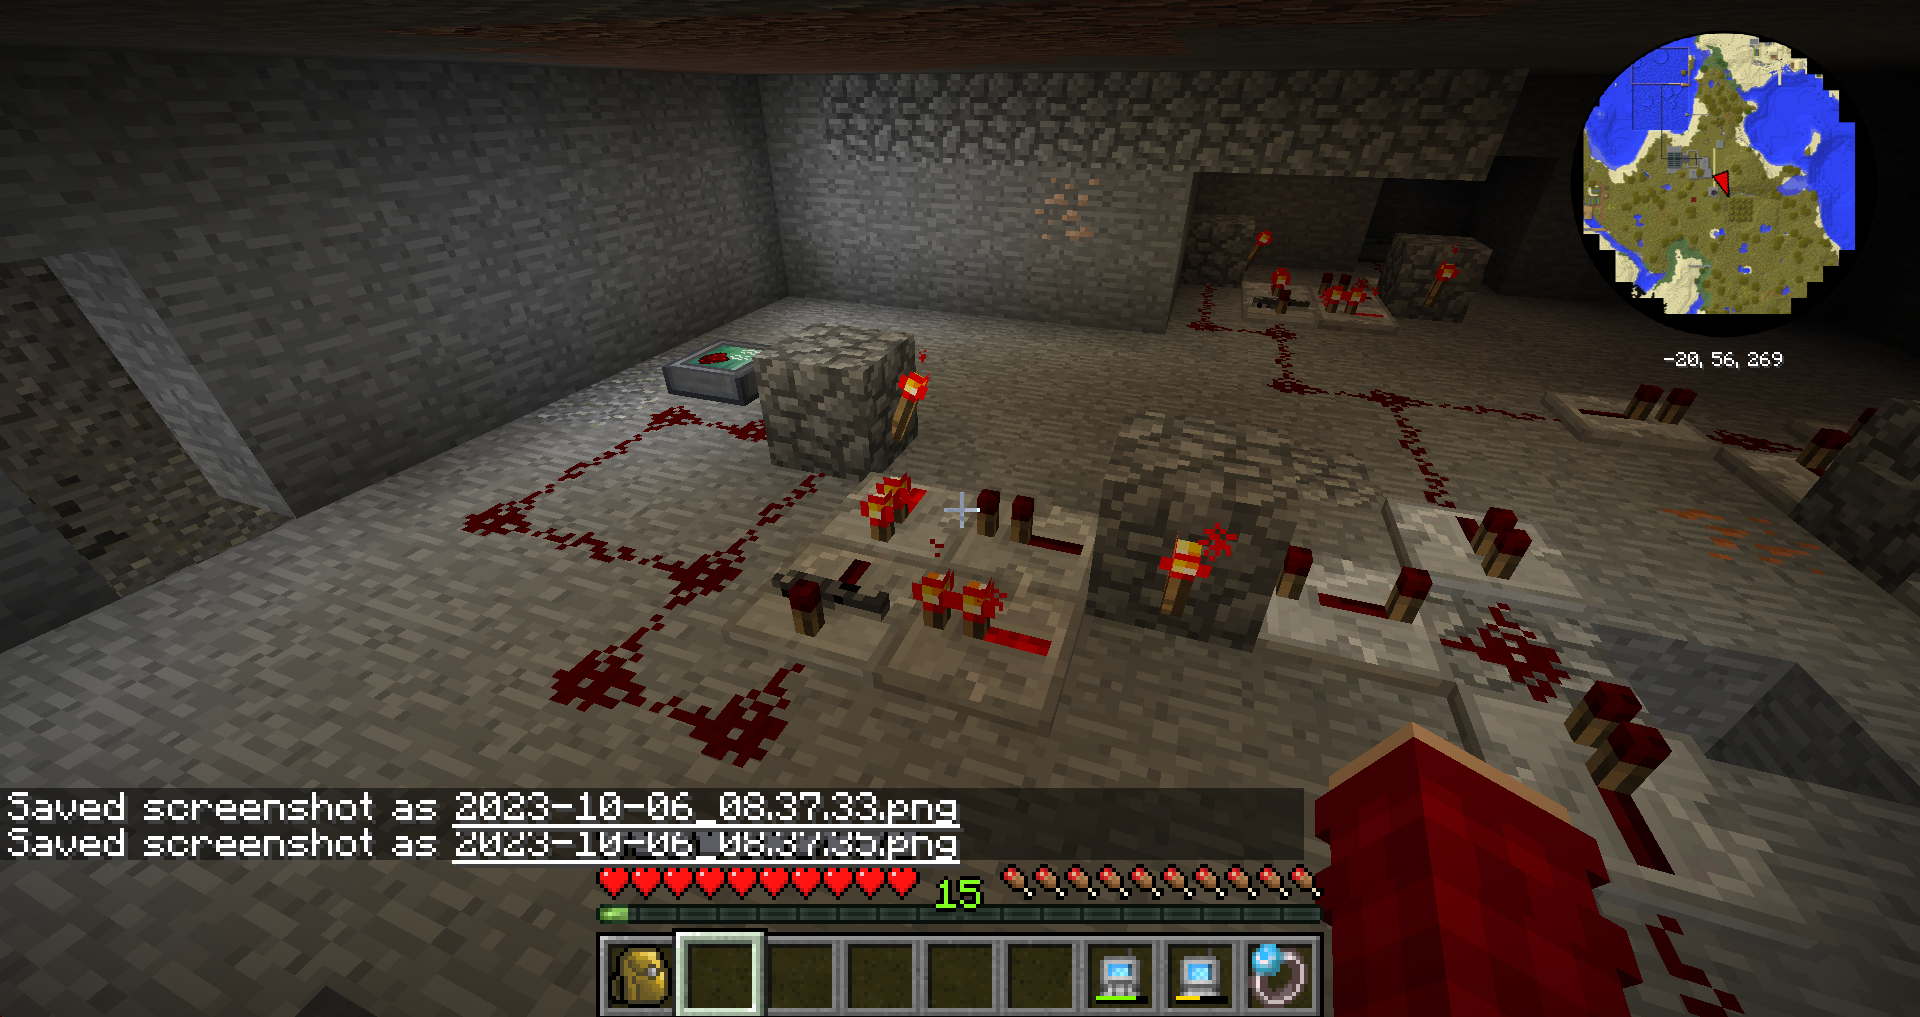 -20, 56, 269
Saved screenshot as 2023-10-06_08.37.33.png
Saved screenshot as 2023-10-06_08.37.35.png
15